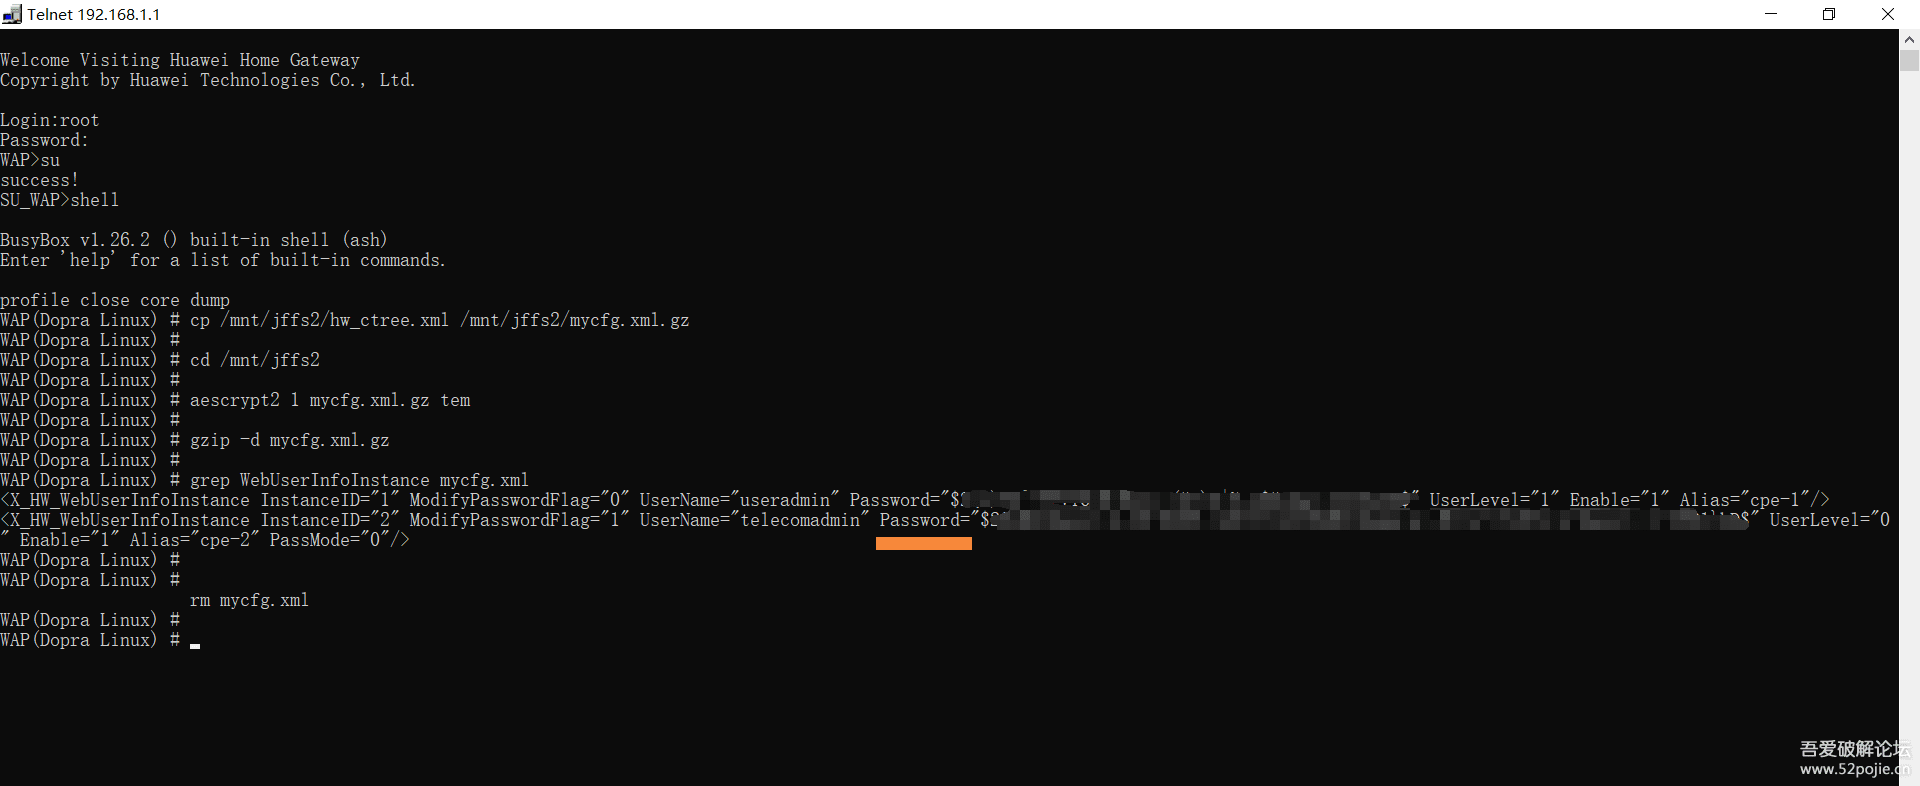 Telnet 192.168.1.1
Welcome Visiting Huawei Home Gateway
Copyright by Huawei Technologies Co., Ltd.
Login:root
Password:
WAP>su
success!
SU_WAP>shell
BusyBox v1.26.2 () built-in shell (ash)
Enter 'help' for a list of built-in commands.
profile close core dump
WAP(Dopra Linux) # cp /mnt/jffs2/hw_ctree.xml /mnt/jffs2/mycfg.xml.gz
WAP(Dopra Linux) #
WAP(Dopra Linux) # cd /mnt/jffs2
WAP(Dopra Linux) #
WAP(Dopra Linux) # aescrypt2 1 mycfg.xml.gz tem
WAP(Dopra Linux) #
WAP(Dopra Linux) # gzip -d mycfg.xml.gz
WAP(Dopra Linux) #
WAP(Dopra Linux) # grep WebUserInfoInstance mycfg.xml
<X_HW_WebUserInfoInstance InstanceID="1" ModifyPasswordFlag="0" UserName="useradmin" Password="$2 $" UserLevel="1" Enable="1" Alias="cpe-1"/>
<X_HW_WebUserInfoInstance InstanceID="2" ModifyPasswordFlag="1" UserName="telecomadmin" Password="$2 $" UserLevel="0
" Enable="1" Alias="cpe-2" PassMode="0"/>
WAP(Dopra Linux) #
WAP(Dopra Linux) #
rm mycfg.xml
WAP(Dopra Linux) #
WAP(Dopra Linux) #
吾爱破解论坛
www.52pojie.cn